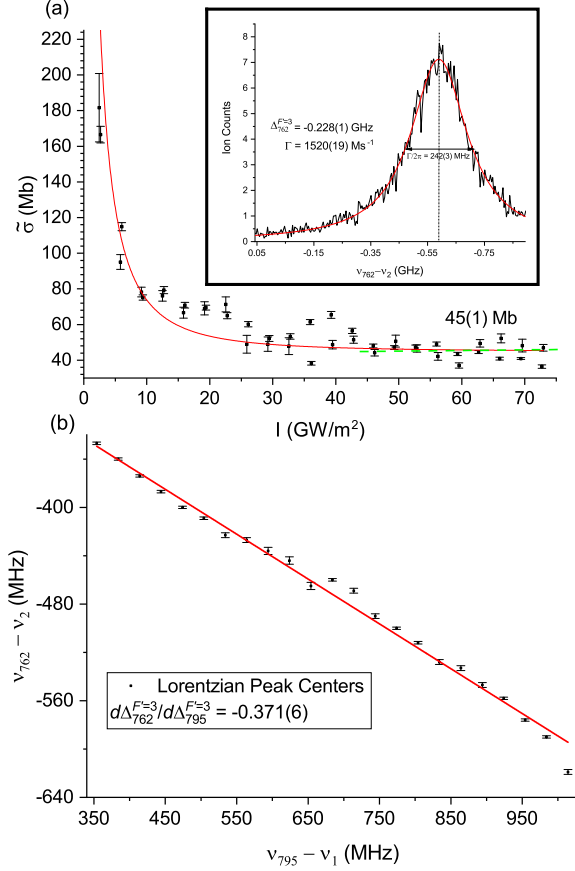 (a)
220
200
180
160
140
120
100
80
60
40
σ̃ (Mb)
0 10 20 30 40 50 60 70
I (GW/m²)
45(1) Mb
8
7
6
5
4
3
2
1
0
Ion Counts
Δ₇₆₂^F'=3 = -0.228(1) GHz
Γ = 1520(19) Ms⁻¹
Γ/2π = 242(3) MHz
0.05 -0.15 -0.35 -0.55 -0.75
ν₇₆₂–ν₂ (GHz)
(b)
-400
-480
-560
-640
ν₇₆₂ – ν₂ (MHz)
Lorentzian Peak Centers
dΔ₇₆₂^F'=3/dΔ₇₉₅^F'=3 = -0.371(6)
350 450 550 650 750 850 950
ν₇₉₅ – ν₁ (MHz)